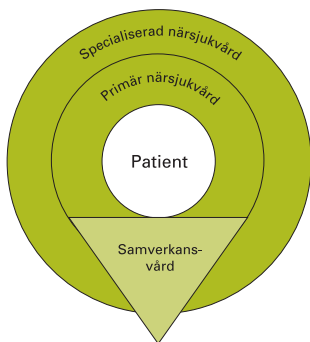 Specialiserad närsjukvård
Primär närsjukvård
Patient
Samverkans-
vård